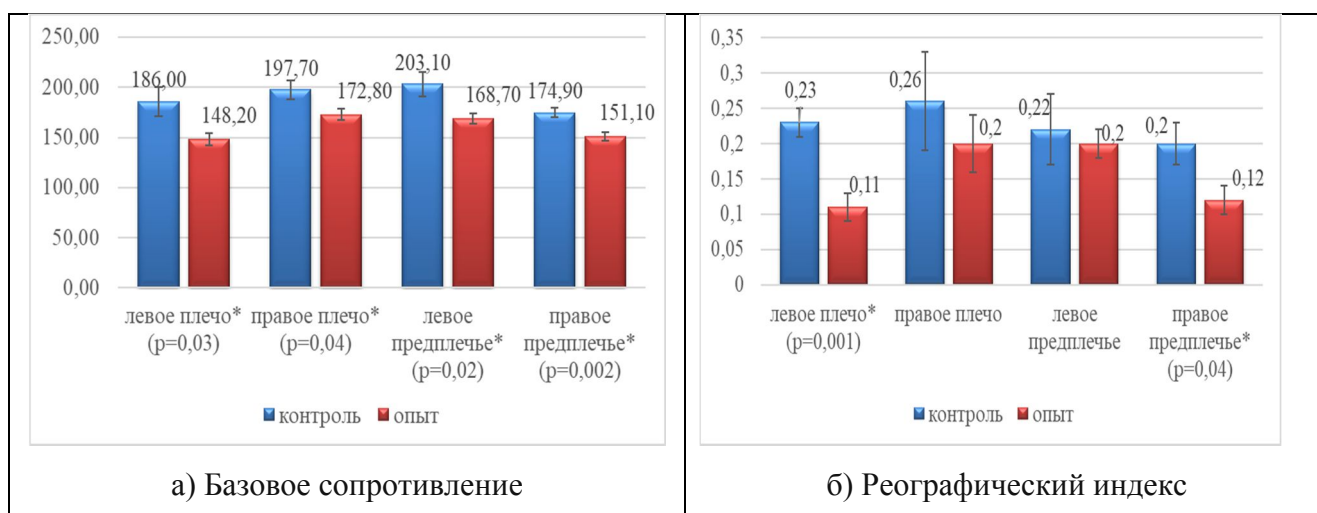 250,00
200,00
150,00
100,00
50,00
0,00
186,00
148,20
197,70
172,80
203,10
168,70
174,90
151,10
левое плечо*
(p=0,03)
правое плечо*
(p=0,04)
левое
предплечье*
(p=0,02)
правое
предплечье*
(p=0,002)
контроль
опыт
а) Базовое сопротивление
0,35
0,3
0,25
0,2
0,15
0,1
0,05
0
0,23
0,11
0,26
0,2
0,22
0,2
0,2
0,12
левое плечо*
(p=0,001)
правое плечо
левое
предплечье
правое
предплечье*
(p=0,04)
контроль
опыт
б) Реографический индекс